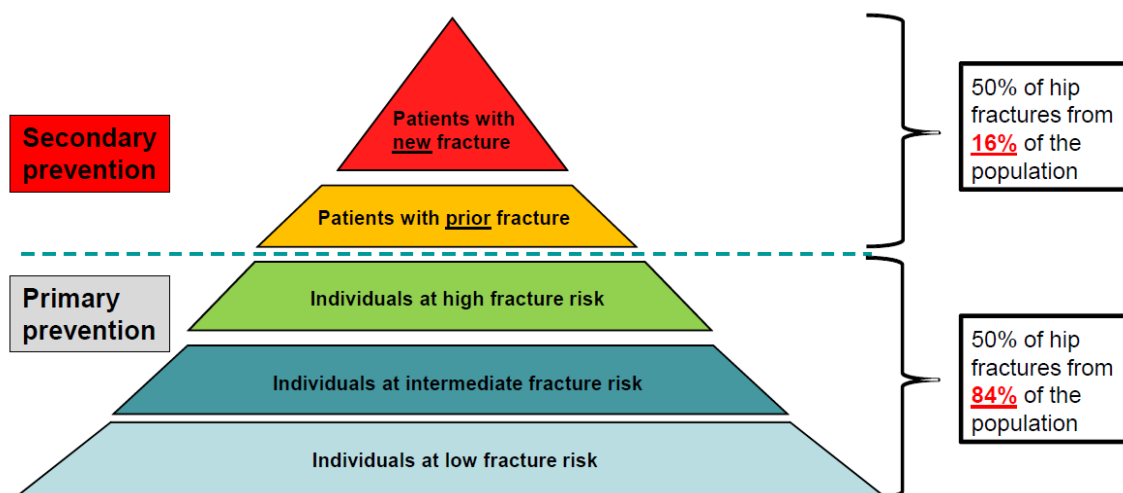 Patients with
new fracture
Secondary
prevention
50% of hip
fractures from
16% of the
population
Patients with prior fracture
Primary
prevention
Individuals at high fracture risk
Individuals at intermediate fracture risk
50% of hip
fractures from
84% of the
population
Individuals at low fracture risk